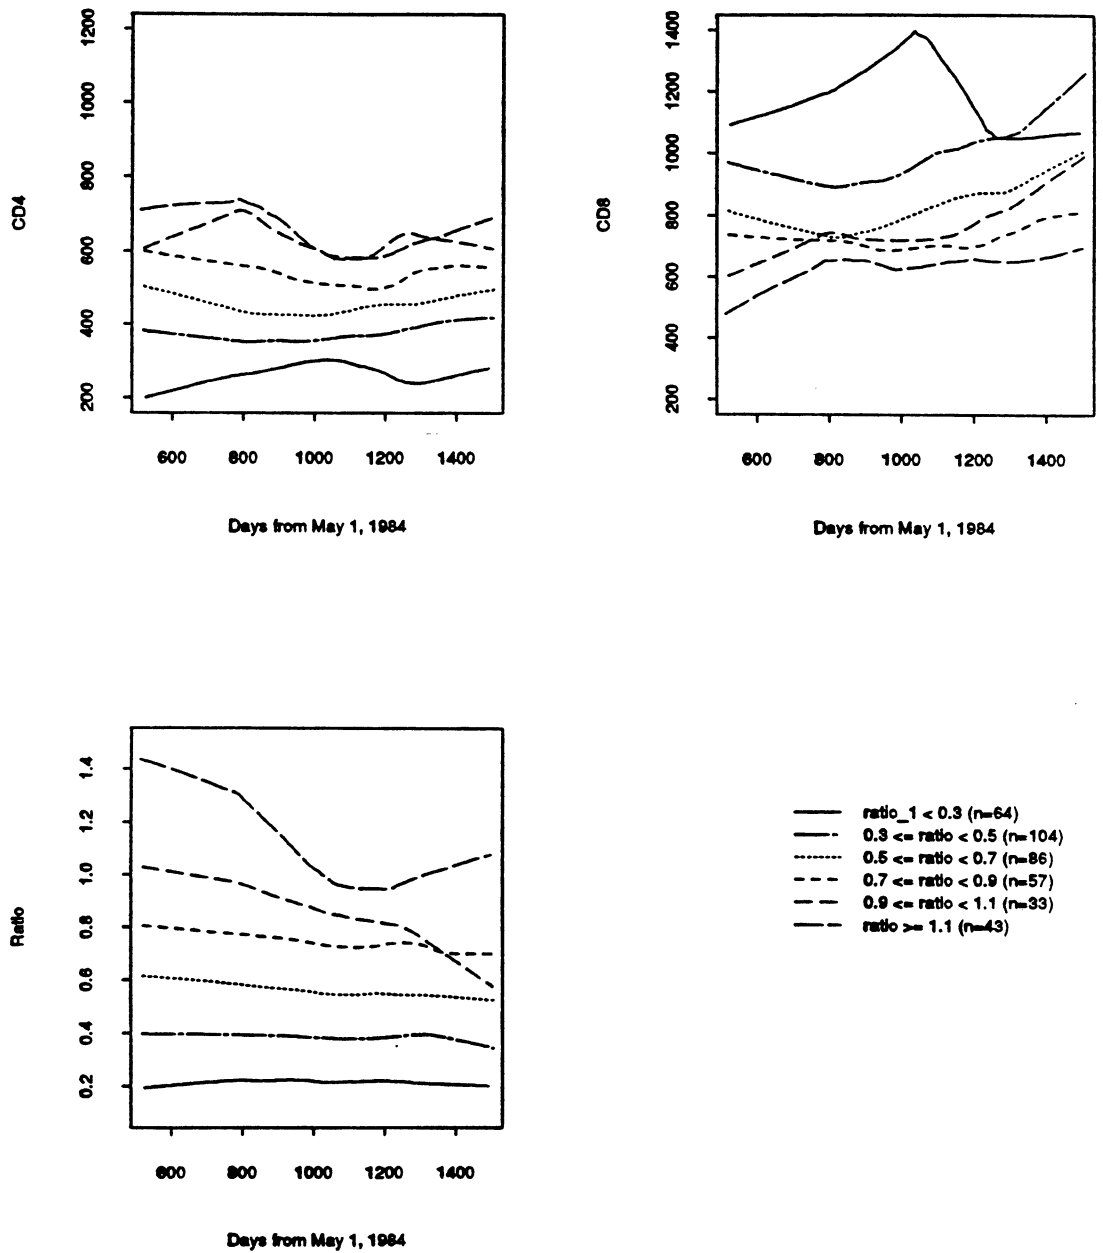 CD4
1200
1000
800
600
400
200
600 800 1000 1200 1400
Days from May 1, 1984
CD8
1400
1200
1000
800
600
400
200
600 800 1000 1200 1400
Days from May 1, 1984
Ratio
1.4
1.2
1.0
0.8
0.6
0.4
0.2
600 800 1000 1200 1400
Days from May 1, 1984
ratio_1 < 0.3 (n=64)
0.3 <= ratio < 0.5 (n=104)
0.5 <= ratio < 0.7 (n=86)
0.7 <= ratio < 0.9 (n=57)
0.9 <= ratio < 1.1 (n=33)
ratio >= 1.1 (n=43)